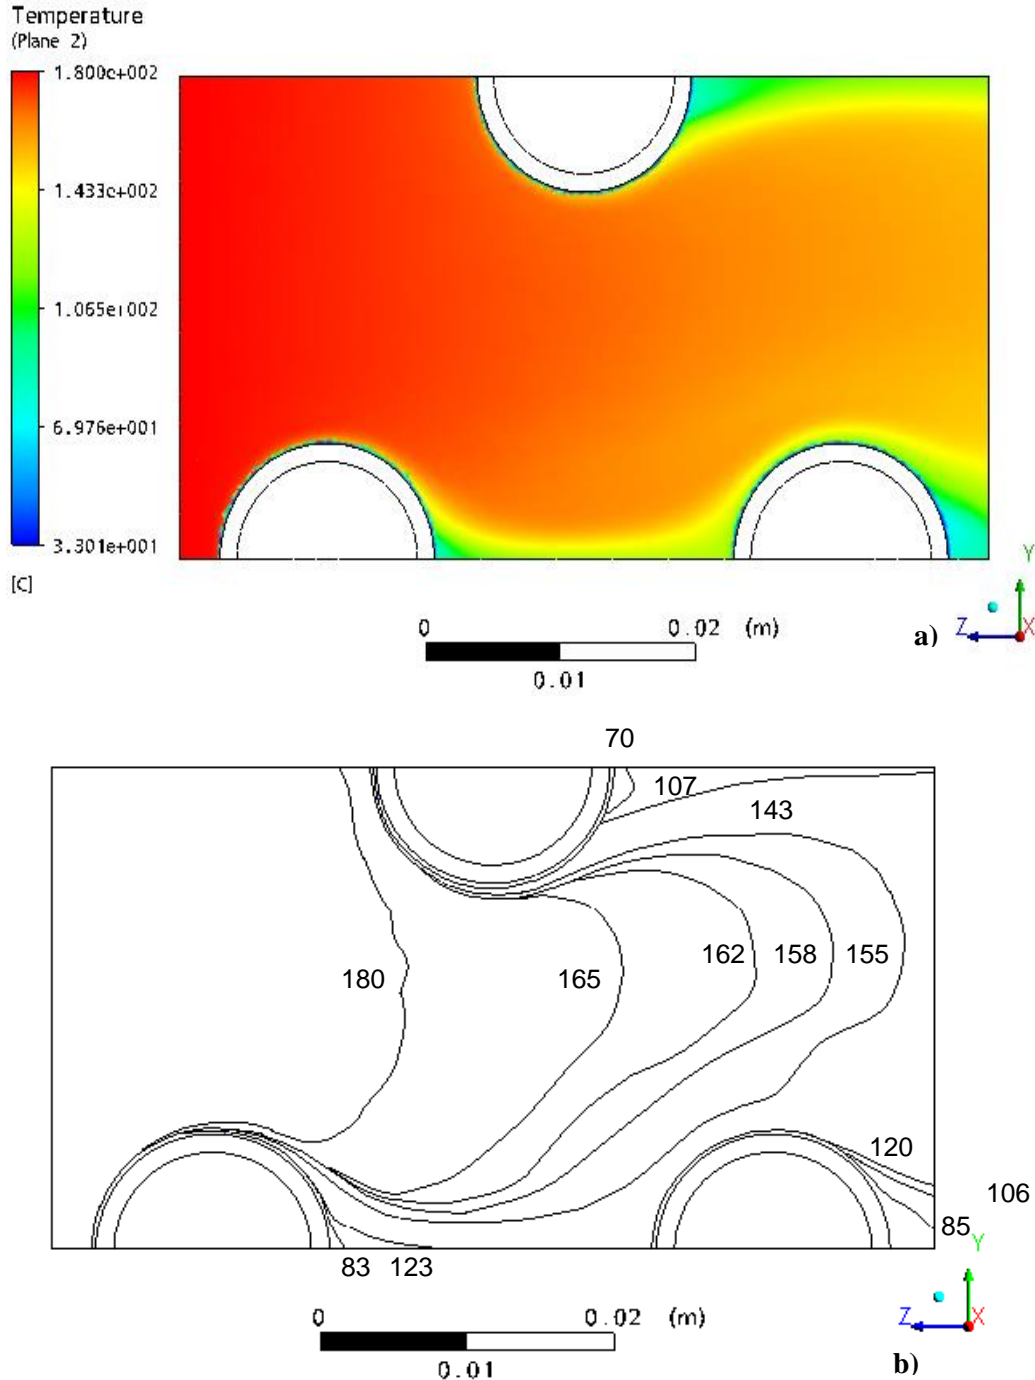 Temperature
(Plane 2)
1.800e+002
1.433e+002
1.065e+002
6.976e+001
3.301e+001
[C]
0 0.02 (m)
0.01
a)
Y
Z X
70
107
143
180 165 162 158 155
120
106
85
83 123
Y
0 0.02 (m)
0.01
Z X
b)